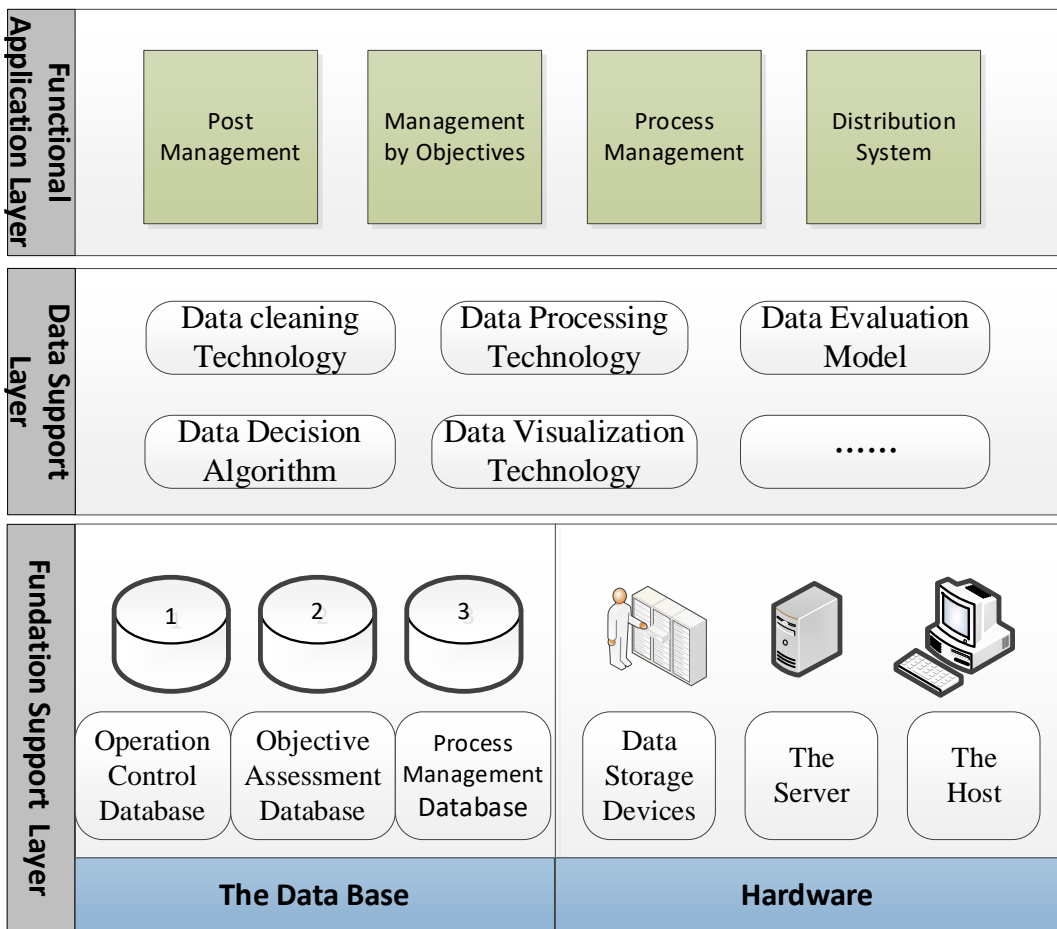 Functional
Application Layer
Post
Management
Management
by Objectives
Process
Management
Distribution
System
Data Support
Layer
Data cleaning
Technology
Data Processing
Technology
Data Evaluation
Model
Data Decision
Algorithm
Data Visualization
Technology
......
Fundation Support Layer
1
2
3
Operation
Control
Database
Objective
Assessment
Database
Process
Management
Database
Data
Storage
Devices
The
Server
The
Host
The Data Base
Hardware